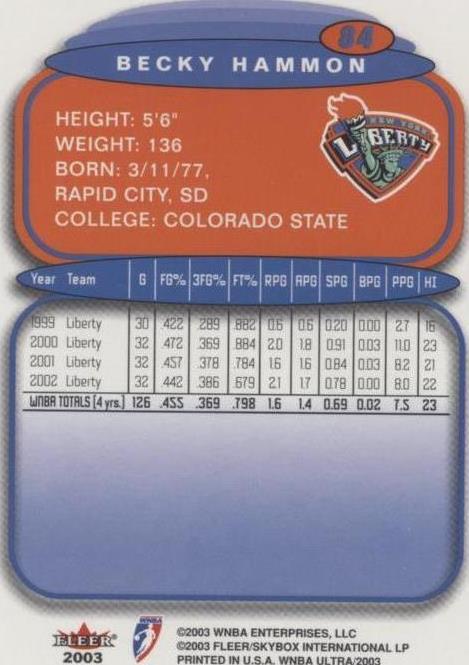 84
BECKY HAMMON
HEIGHT: 5'6"
WEIGHT: 136
BORN: 3/11/77,
RAPID CITY, SD
COLLEGE: COLORADO STATE
NEW YORK
LIBERTY
Year Team G FG% 3FG% FT% RPG APG SPG BPG PPG HI
1999 Liberty 30 .422 .289 .882 0.6 0.6 0.20 0.00 2.7 16
2000 Liberty 32 .472 .369 .884 2.0 1.8 0.91 0.03 11.0 23
2001 Liberty 32 .457 .378 .784 1.6 1.6 0.84 0.03 8.2 21
2002 Liberty 32 .442 .386 .679 2.1 1.7 0.78 0.00 8.0 22
WNBA TOTALS (4 yrs.) 126 .455 .369 .798 1.6 1.4 0.69 0.02 7.5 23
FLEER
2003
WNBA
©2003 WNBA ENTERPRISES, LLC
©2003 FLEER/SKYBOX INTERNATIONAL LP
PRINTED IN U.S.A. WNBA ULTRA/2003